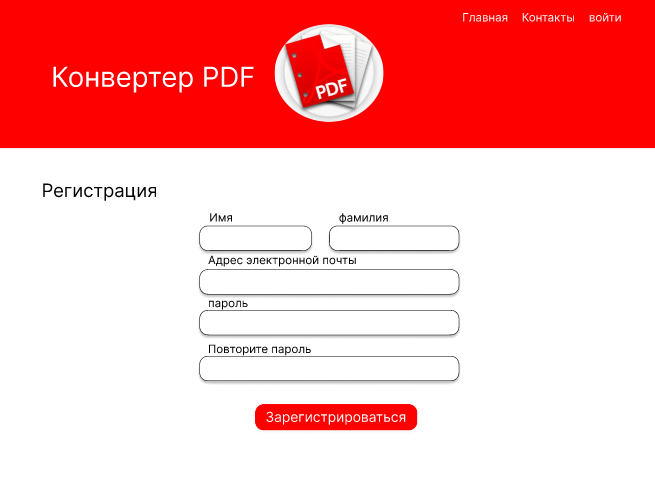 Главная Контакты войти
Конвертер PDF
PDF
Регистрация
Имя фамилия
Адрес электронной почты
пароль
Повторите пароль
Зарегистрироваться